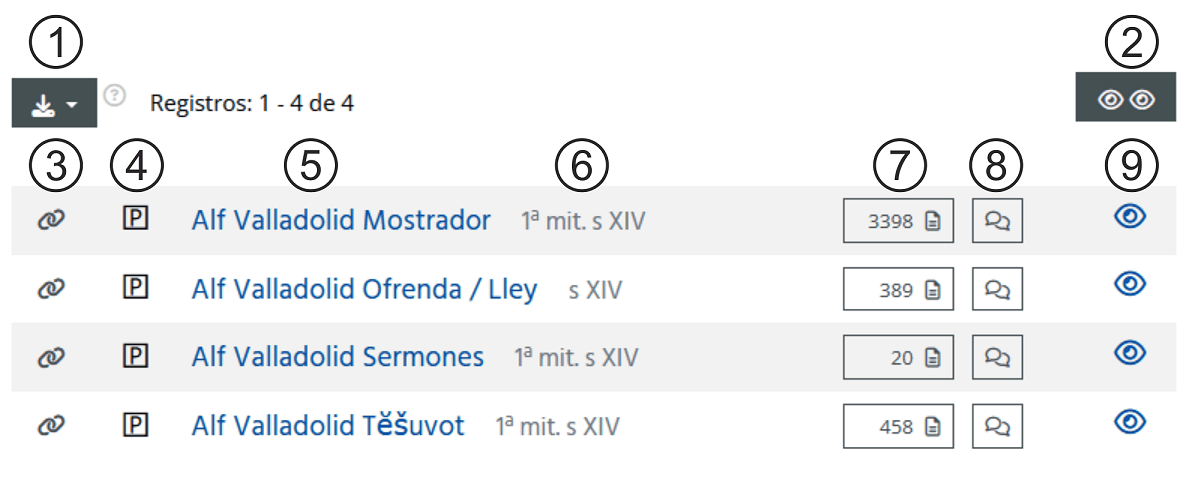 1 2
? Registros: 1 - 4 de 4
3 4 5 6 7 8 9
P Alf Valladolid Mostrador 1ª mit. s XIV 3398
P Alf Valladolid Ofrenda / Lley s XIV 389
P Alf Valladolid Sermones 1ª mit. s XIV 20
P Alf Valladolid Tĕšuvot 1ª mit. s XIV 458